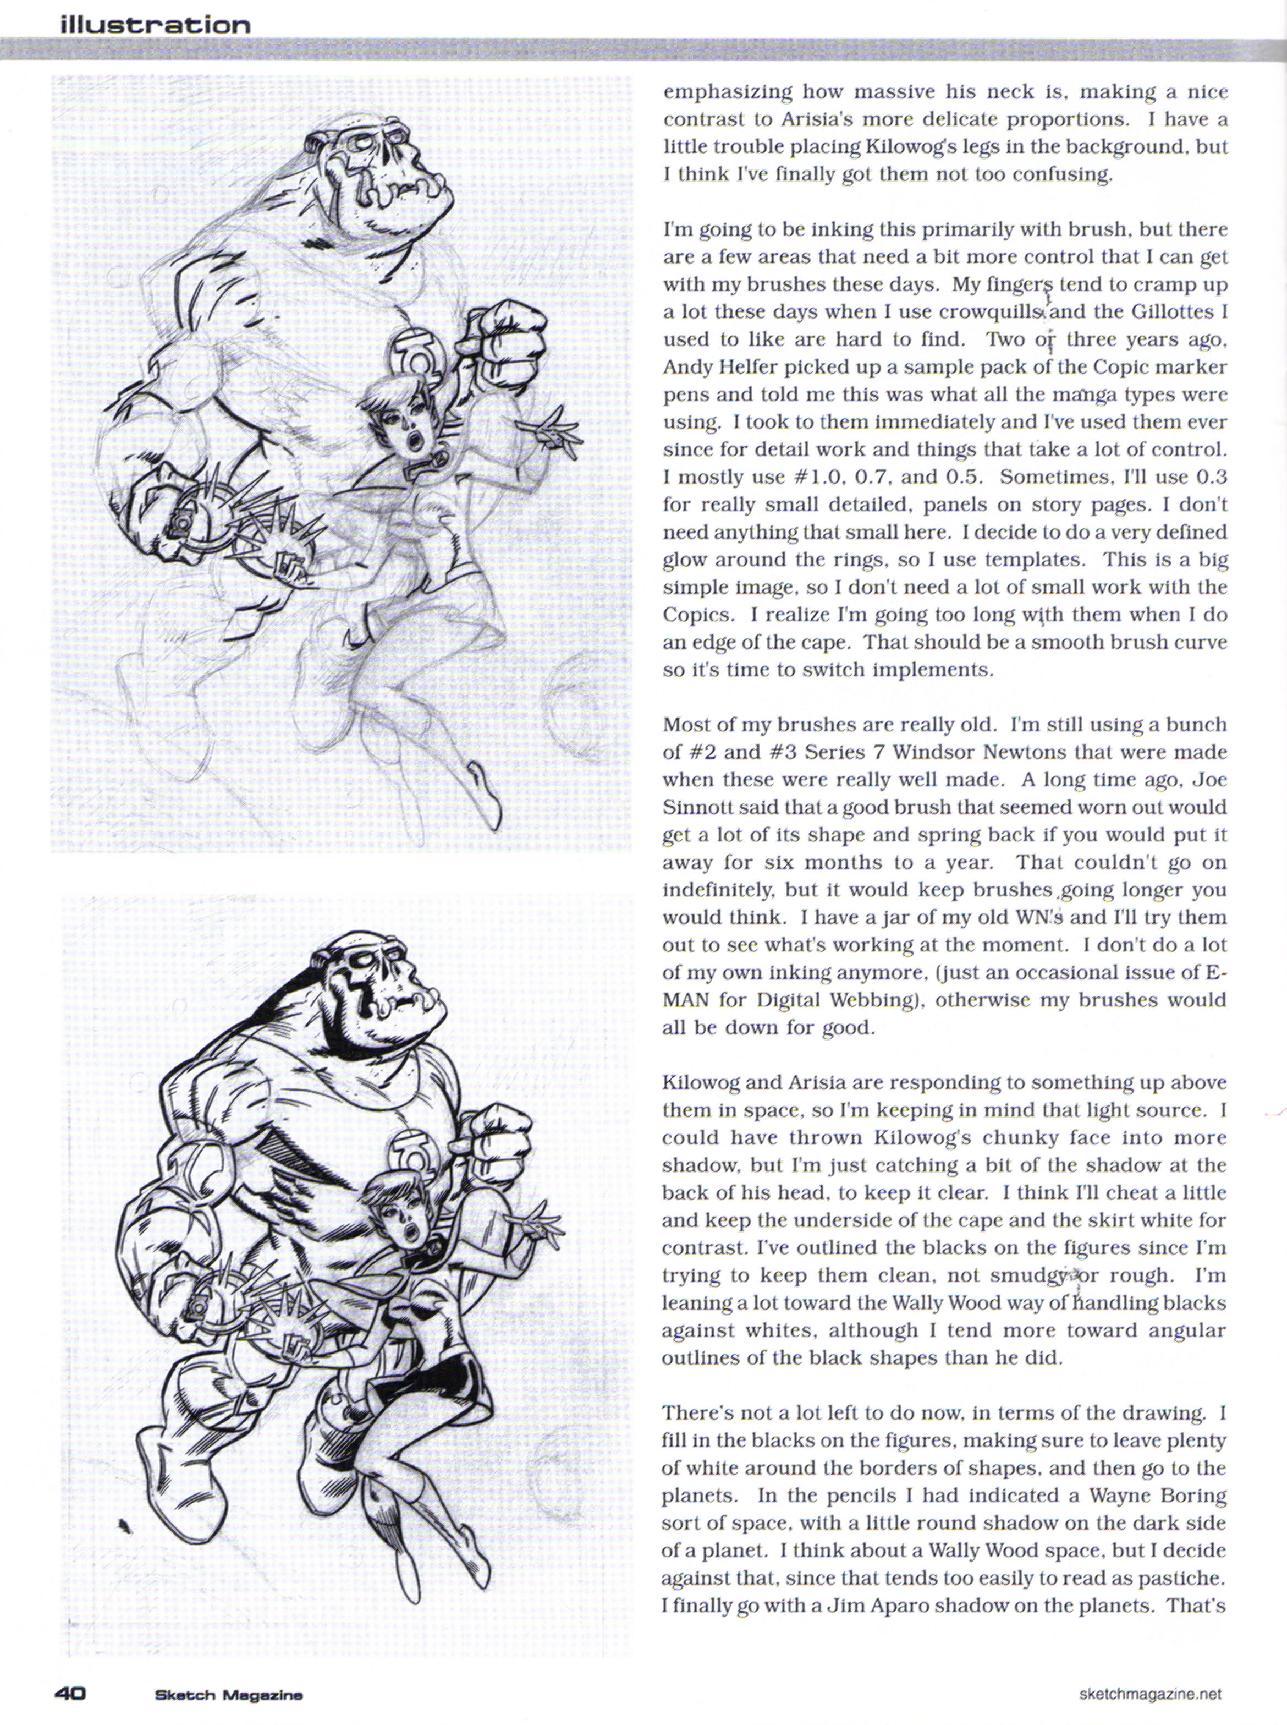 illustration
emphasizing how massive his neck is, making a nice
contrast to Arisia's more delicate proportions. I have a
little trouble placing Kilowog's legs in the background, but
I think I've finally got them not too confusing.
I'm going to be inking this primarily with brush, but there
are a few areas that need a bit more control that I can get
with my brushes these days. My fingers tend to cramp up
a lot these days when I use crowquills and the Gillottes I
used to like are hard to find. Two or three years ago,
Andy Helfer picked up a sample pack of the Copic marker
pens and told me this was what all the manga types were
using. I took to them immediately and I've used them ever
since for detail work and things that take a lot of control.
I mostly use #1.0, 0.7, and 0.5. Sometimes, I'll use 0.3
for really small detailed, panels on story pages. I don't
need anything that small here. I decide to do a very defined
glow around the rings, so I use templates. This is a big
simple image, so I don't need a lot of small work with the
Copics. I realize I'm going too long with them when I do
an edge of the cape. That should be a smooth brush curve
so it's time to switch implements.
Most of my brushes are really old. I'm still using a bunch
of #2 and #3 Series 7 Windsor Newtons that were made
when these were really well made. A long time ago, Joe
Sinnott said that a good brush that seemed worn out would
get a lot of its shape and spring back if you would put it
away for six months to a year. That couldn't go on
indefinitely, but it would keep brushes going longer you
would think. I have a jar of my old WN's and I'll try them
out to see what's working at the moment. I don't do a lot
of my own inking anymore, (just an occasional issue of E-
MAN for Digital Webbing), otherwise my brushes would
all be down for good.
Kilowog and Arisia are responding to something up above
them in space, so I'm keeping in mind that light source. I
could have thrown Kilowog's chunky face into more
shadow, but I'm just catching a bit of the shadow at the
back of his head, to keep it clear. I think I'll cheat a little
and keep the underside of the cape and the skirt white for
contrast. I've outlined the blacks on the figures since I'm
trying to keep them clean, not smudgy or rough. I'm
leaning a lot toward the Wally Wood way of handling blacks
against whites, although I tend more toward angular
outlines of the black shapes than he did.
There's not a lot left to do now, in terms of the drawing. I
fill in the blacks on the figures, making sure to leave plenty
of white around the borders of shapes, and then go to the
planets. In the pencils I had indicated a Wayne Boring
sort of space, with a little round shadow on the dark side
of a planet. I think about a Wally Wood space, but I decide
against that, since that tends too easily to read as pastiche.
I finally go with a Jim Aparo shadow on the planets. That's
40 Sketch Magazine sketchmagazine.net